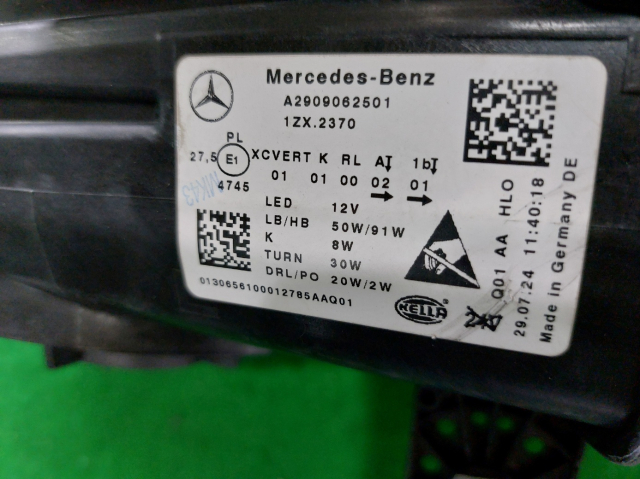 Mercedes-Benz
A2909062501
1ZX.2370
PL
27,5 E1 XCVERT K RL A 1b
4745 01 01 00 02 01
MK43
LED 12V
LB/HB 50W/91W
K 8W
TURN 30W
DRL/PO 20W/2W
0130656100012785AAQ01
HELLA
Q01 AA HLO
29.07.24 11:40:18
Made in Germany DE